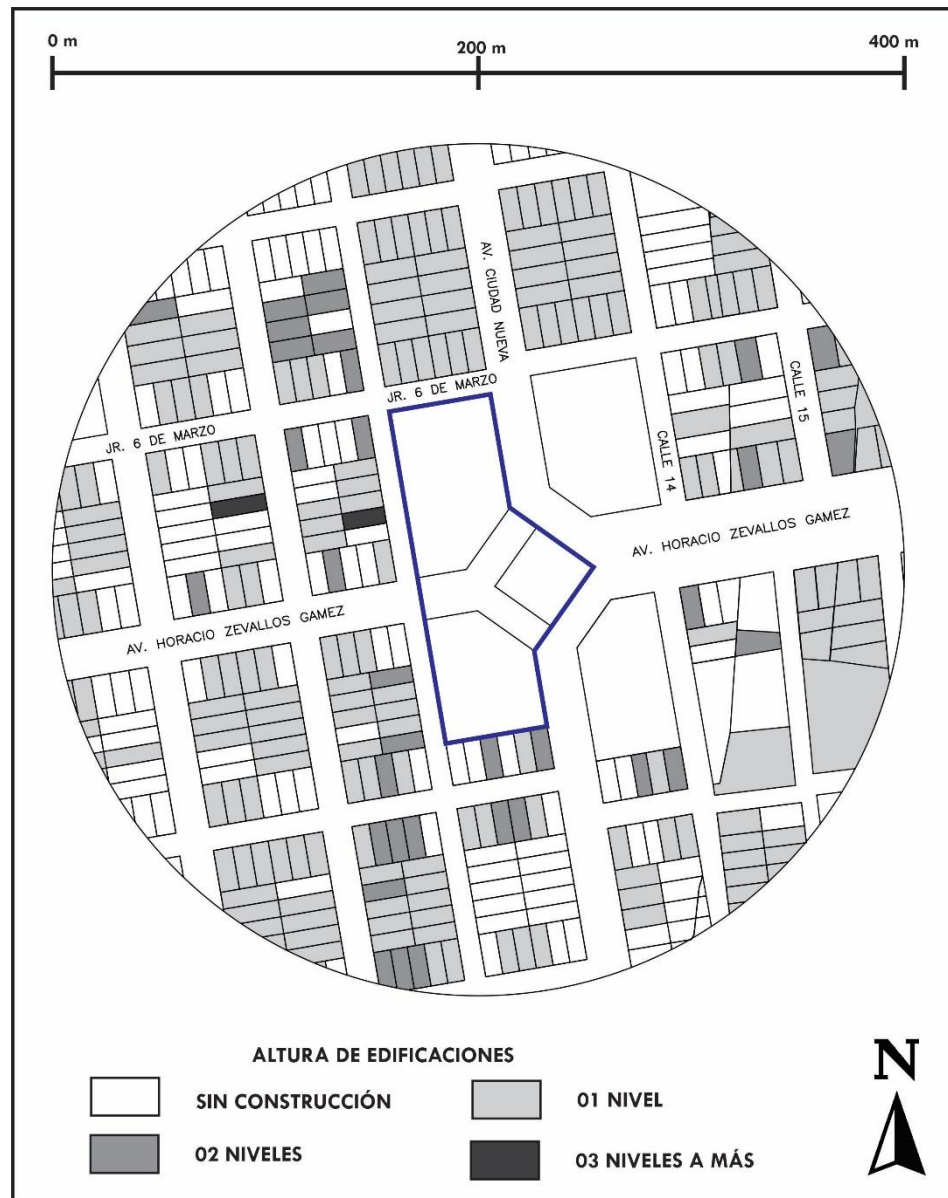 0 m
200 m
400 m
AV. CIUDAD NUEVA
JR. 6 DE MARZO
JR. 6 DE MARZO
CALLE 15
CALLE 14
AV. HORACIO ZEVALLOS GAMEZ
AV. HORACIO ZEVALLOS GAMEZ
ALTURA DE EDIFICACIONES
SIN CONSTRUCCIÓN
01 NIVEL
02 NIVELES
03 NIVELES A MÁS
N